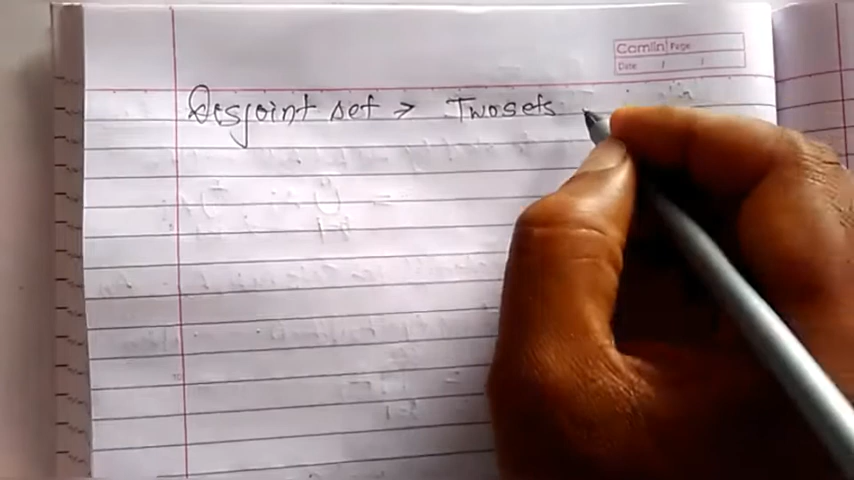 Camlin Page
Date / /
Disjoint set > Two sets